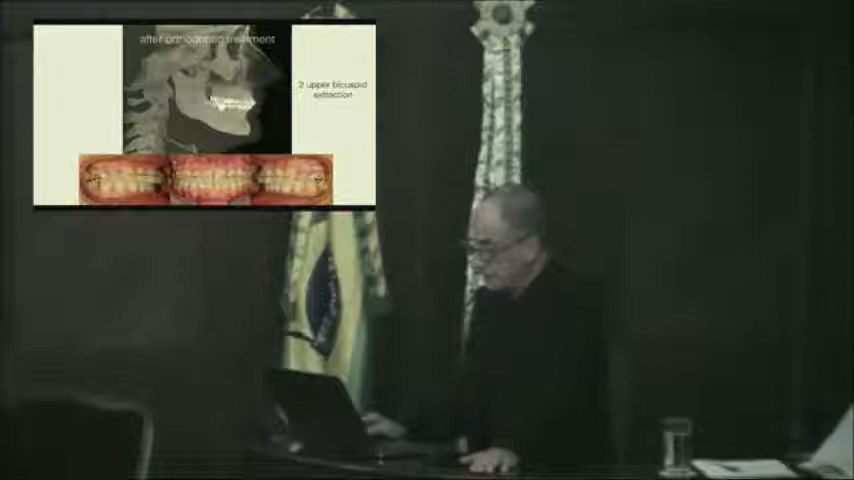 after orthodontic treatment
2 upper bicuspid
extraction